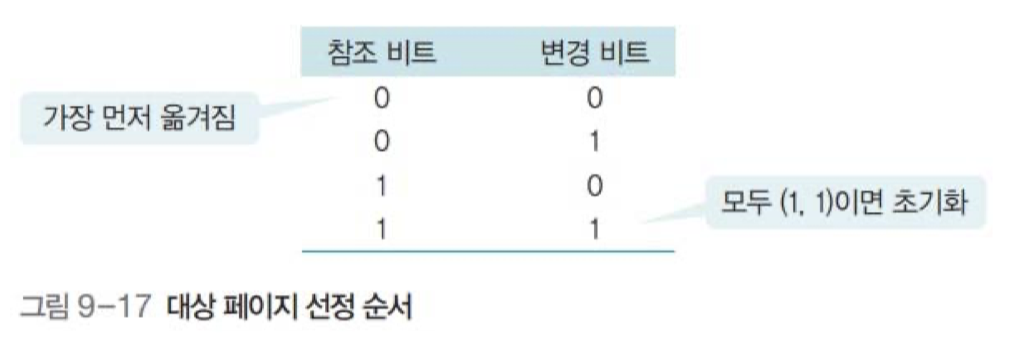 참조 비트 변경 비트
가장 먼저 옮겨짐
0 0
0 1
1 0
모두 (1, 1)이면 초기화
1 1
그림 9-17 대상 페이지 선정 순서